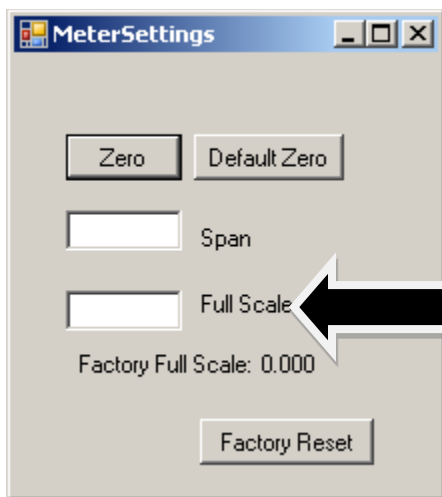 MeterSettings
Zero
Default Zero
Span
Full Scale
Factory Full Scale: 0.000
Factory Reset